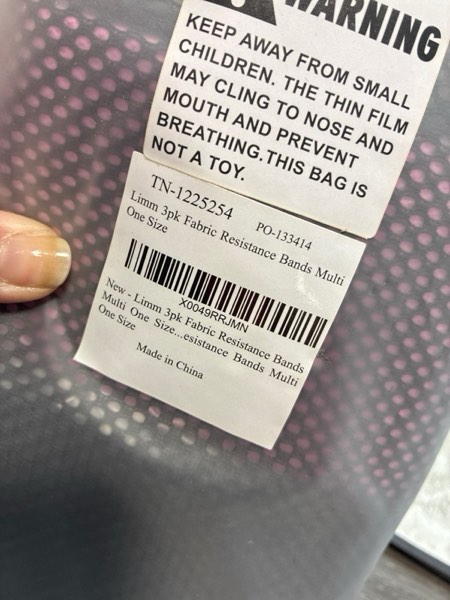 WARNING
KEEP AWAY FROM SMALL
CHILDREN. THE THIN FILM
MAY CLING TO NOSE AND
MOUTH AND PREVENT
BREATHING.THIS BAG IS
NOT A TOY.
TN-1225254 PO-133414
Limm 3pk Fabric Resistance Bands Multi
One Size
X0049RRJMN
New - Limm 3pk Fabric Resistance Bands
Multi One Size...esistance Bands Multi
One Size
Made in China